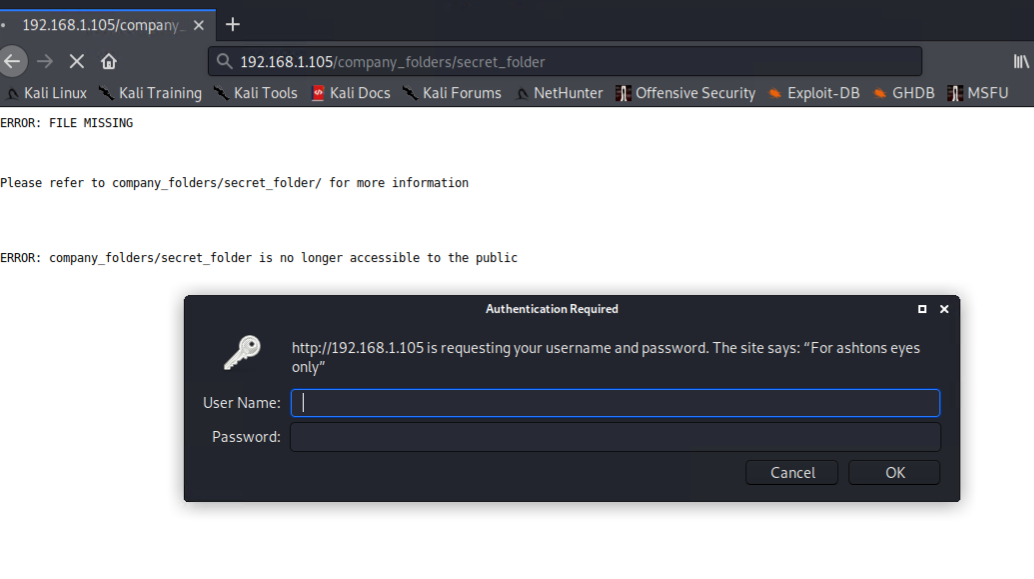 192.168.1.105/company_
192.168.1.105/company_folders/secret_folder
Kali Linux Kali Training Kali Tools Kali Docs Kali Forums NetHunter Offensive Security Exploit-DB GHDB MSFU
ERROR: FILE MISSING
Please refer to company_folders/secret_folder/ for more information
ERROR: company_folders/secret_folder is no longer accessible to the public
Authentication Required
http://192.168.1.105 is requesting your username and password. The site says: “For ashtons eyes
only”
User Name:
Password:
Cancel OK